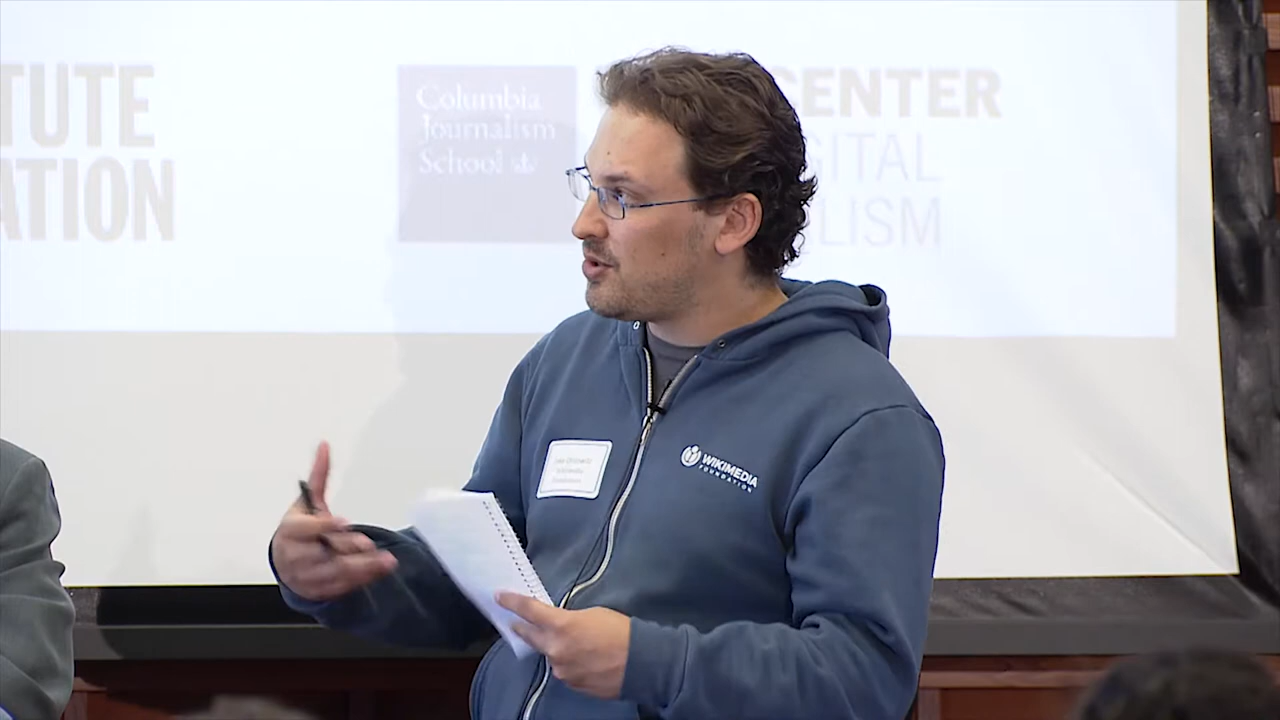 TUTE
ATION
Columbia
Journalism
School
CENTER
GITAL
LISM
WIKIMEDIA
FOUNDATION